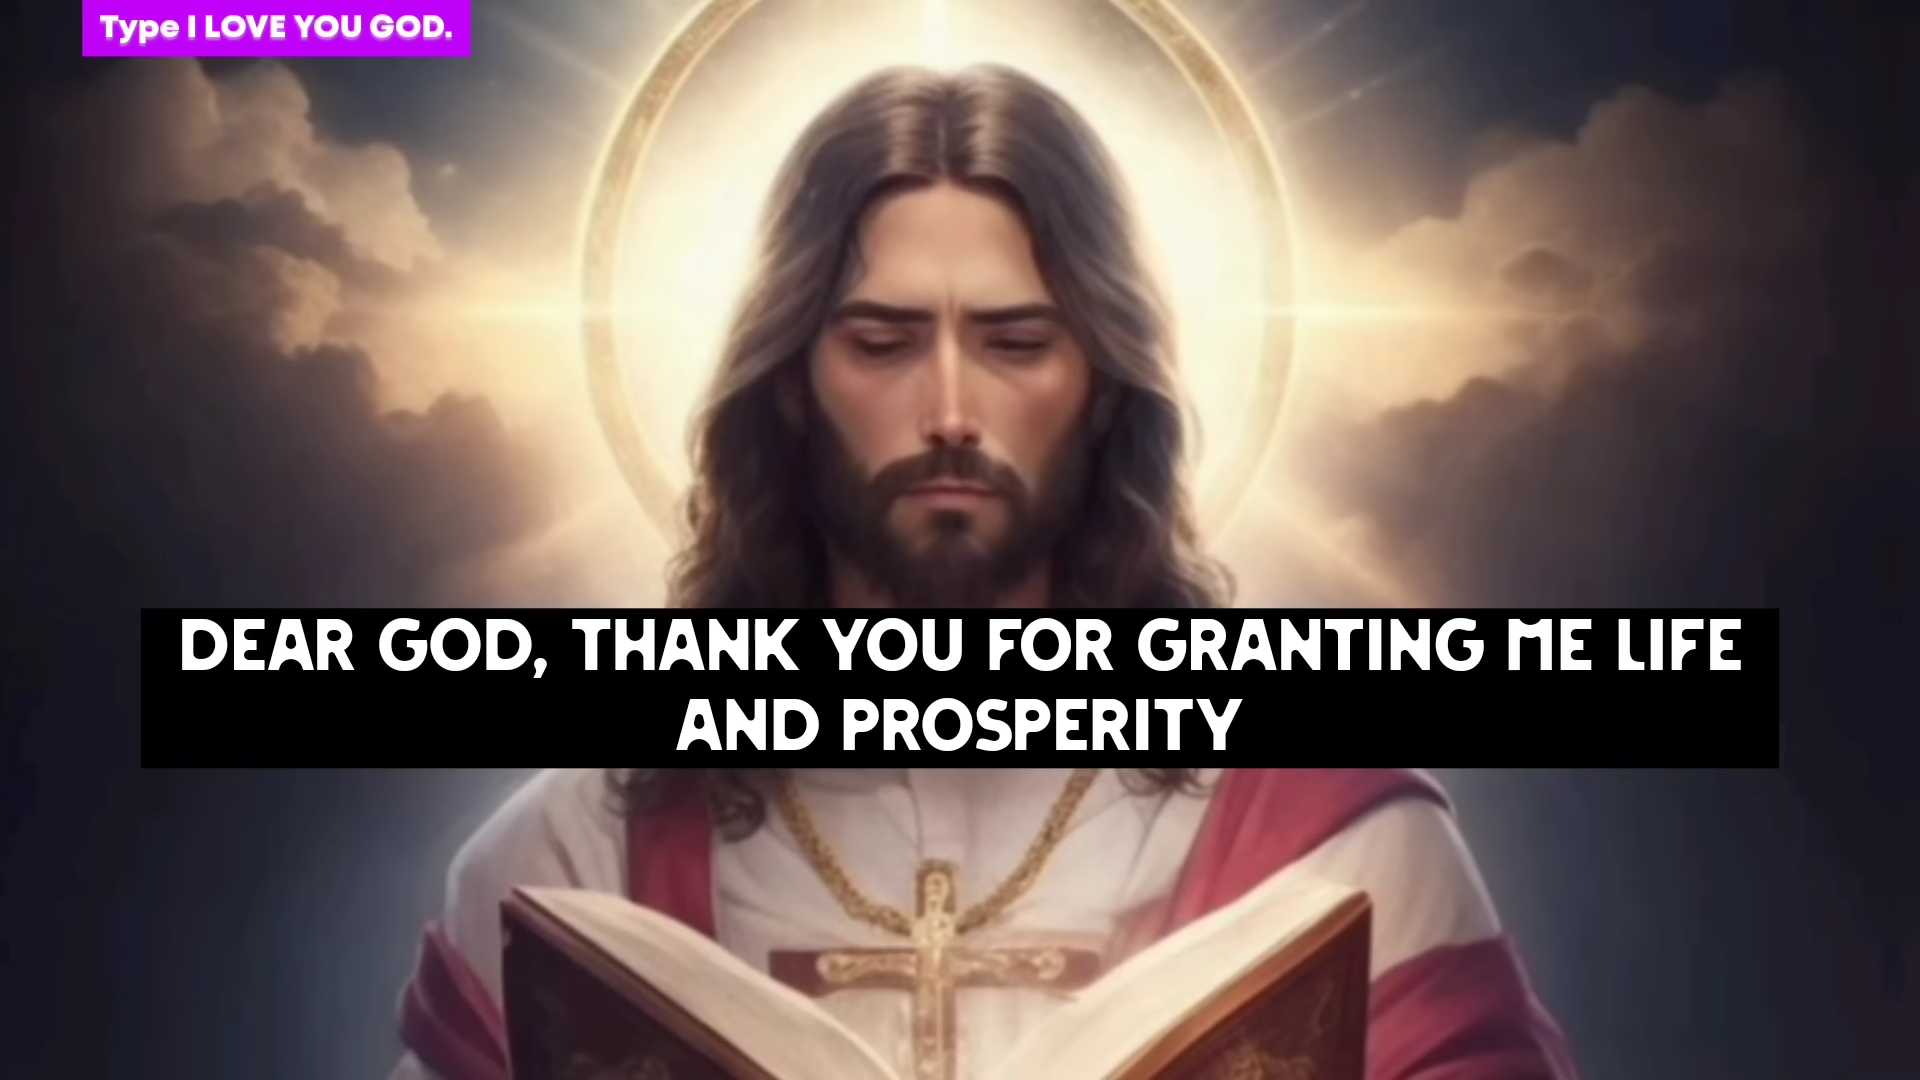 Type I LOVE YOU GOD.
DEAR GOD, THANK YOU FOR GRANTING ME LIFE
AND PROSPERITY